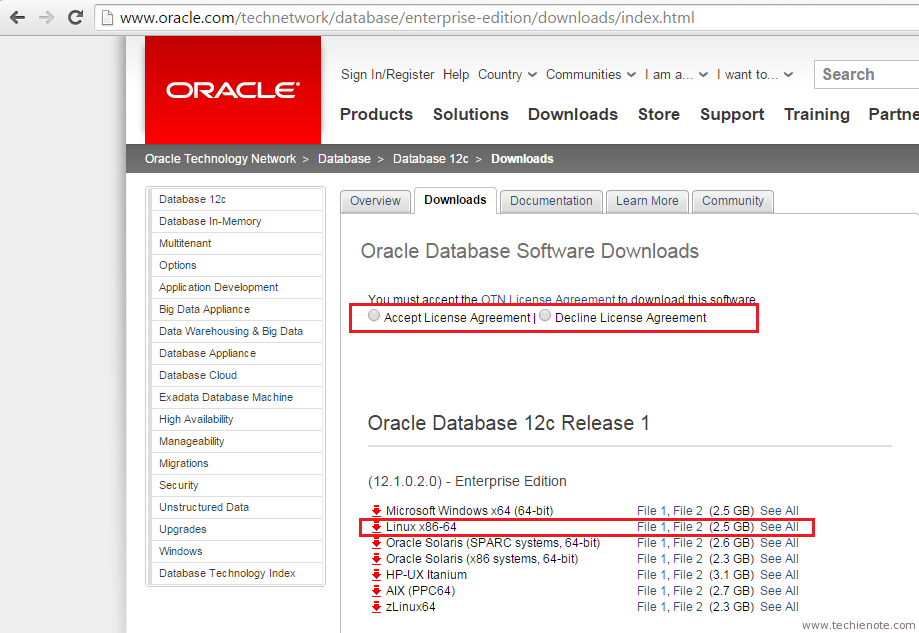 www.oracle.com/technetwork/database/enterprise-edition/downloads/index.html
ORACLE
Sign In/Register Help Country Communities I am a... I want to... Search
Products Solutions Downloads Store Support Training Partne
Oracle Technology Network > Database > Database 12c > Downloads
Database 12c
Database In-Memory
Multitenant
Options
Application Development
Big Data Appliance
Data Warehousing & Big Data
Database Appliance
Database Cloud
Exadata Database Machine
High Availability
Manageability
Migrations
Security
Unstructured Data
Upgrades
Windows
Database Technology Index
Overview Downloads Documentation Learn More Community
Oracle Database Software Downloads
You must accept the OTN License Agreement to download this software.
Accept License Agreement | Decline License Agreement
Oracle Database 12c Release 1
(12.1.0.2.0) - Enterprise Edition
Microsoft Windows x64 (64-bit) File 1, File 2 (2.5 GB) See All
Linux x86-64 File 1, File 2 (2.5 GB) See All
Oracle Solaris (SPARC systems, 64-bit) File 1, File 2 (2.6 GB) See All
Oracle Solaris (x86 systems, 64-bit) File 1, File 2 (2.3 GB) See All
HP-UX Itanium File 1, File 2 (3.1 GB) See All
AIX (PPC64) File 1, File 2 (2.7 GB) See All
zLinux64 File 1, File 2 (2.3 GB) See All
www.techienote.com